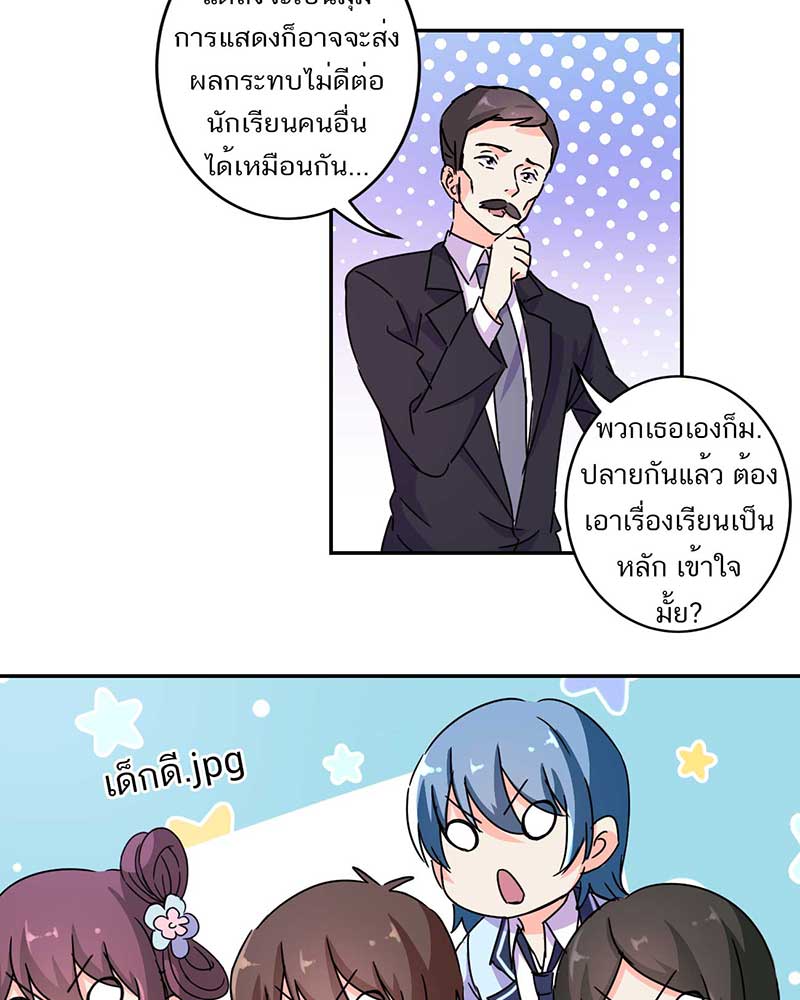 การแสดงก็อาจจะส่ง
ผลกระทบไม่ดีต่อ
นักเรียนคนอื่น
ได้เหมือนกัน...
พวกเธอเองก็ม.
ปลายกันแล้ว ต้อง
เอาเรื่องเรียนเป็น
หลัก เข้าใจ
มั้ย?
เด็กดี.jpg